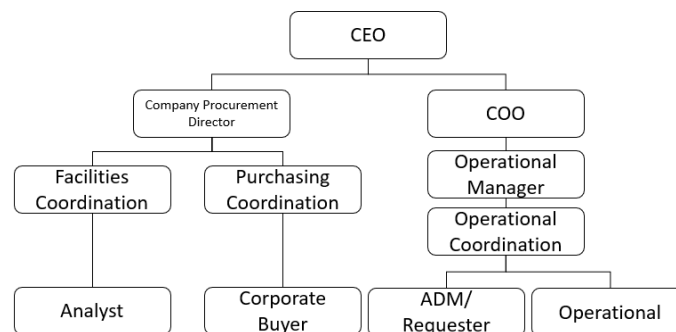 CEO
Company Procurement
Director
COO
Facilities
Coordination
Purchasing
Coordination
Operational
Manager
Operational
Coordination
Analyst
Corporate
Buyer
ADM/
Requester
Operational